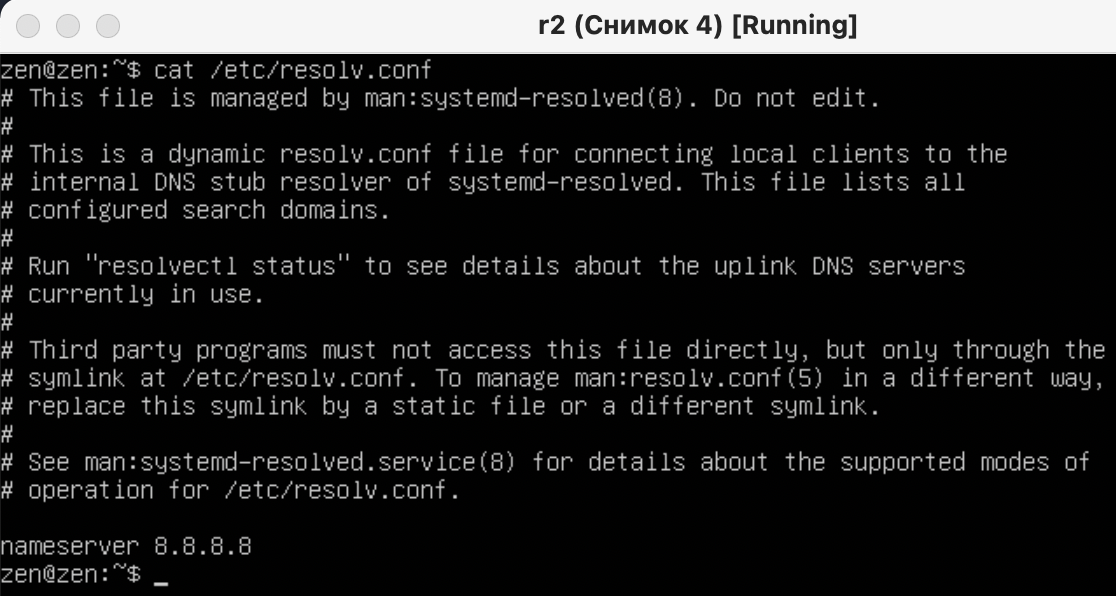 r2 (Снимок 4) [Running]
zen@zen:~$ cat /etc/resolv.conf
# This file is managed by man:systemd-resolved(8). Do not edit.
#
# This is a dynamic resolv.conf file for connecting local clients to the
# internal DNS stub resolver of systemd-resolved. This file lists all
# configured search domains.
#
# Run "resolvectl status" to see details about the uplink DNS servers
# currently in use.
#
# Third party programs must not access this file directly, but only through the
# symlink at /etc/resolv.conf. To manage man:resolv.conf(5) in a different way,
# replace this symlink by a static file or a different symlink.
#
# See man:systemd-resolved.service(8) for details about the supported modes of
# operation for /etc/resolv.conf.
nameserver 8.8.8.8
zen@zen:~$ _